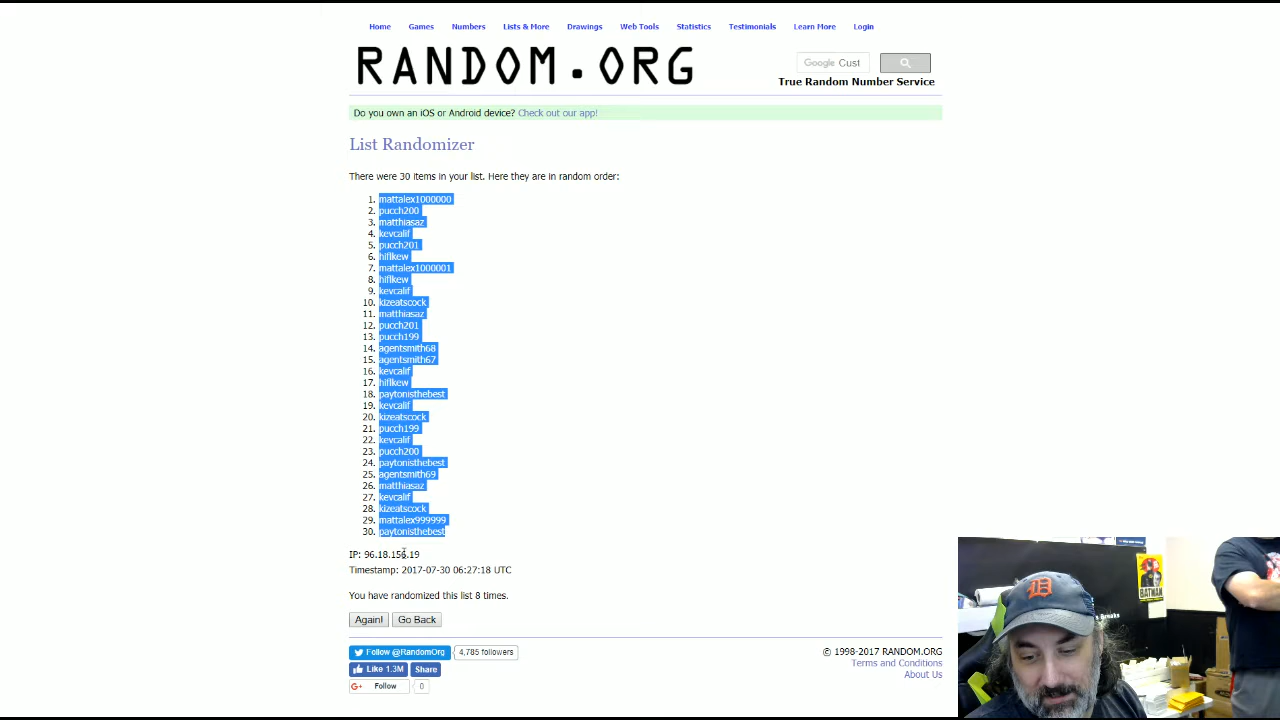 Home Games Numbers Lists & More Drawings Web Tools Statistics Testimonials Learn More Login
RANDOM.ORG
Google Cust
True Random Number Service
Do you own an iOS or Android device? Check out our app!
List Randomizer
There were 30 items in your list. Here they are in random order:
1. mattalex1000000
2. pucch200
3. matthiasaz
4. kevcalif
5. pucch201
6. hiflkew
7. mattalex1000001
8. hiflkew
9. kevcalif
10. kizeatscock
11. matthiasaz
12. pucch201
13. pucch199
14. agentsmith68
15. agentsmith67
16. kevcalif
17. hiflkew
18. paytonisthebest
19. kevcalif
20. kizeatscock
21. pucch199
22. kevcalif
23. pucch200
24. paytonisthebest
25. agentsmith69
26. matthiasaz
27. kevcalif
28. kizeatscock
29. mattalex999999
30. paytonisthebest
IP: 96.18.156.19
Timestamp: 2017-07-30 06:27:18 UTC
You have randomized this list 8 times.
Again! Go Back
Follow @RandomOrg 4,785 followers
Like 1.3M Share
G+ Follow 0
© 1998-2017 RANDOM.ORG
Terms and Conditions
About Us
BATMAN
Breaks